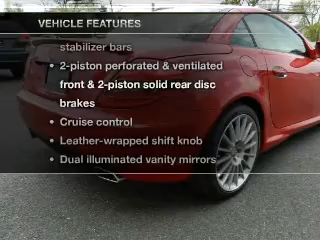 VEHICLE FEATURES
stabilizer bars
• 2-piston perforated & ventilated
front & 2-piston solid rear disc
brakes
• Cruise control
• Leather-wrapped shift knob
• Dual illuminated vanity mirrors